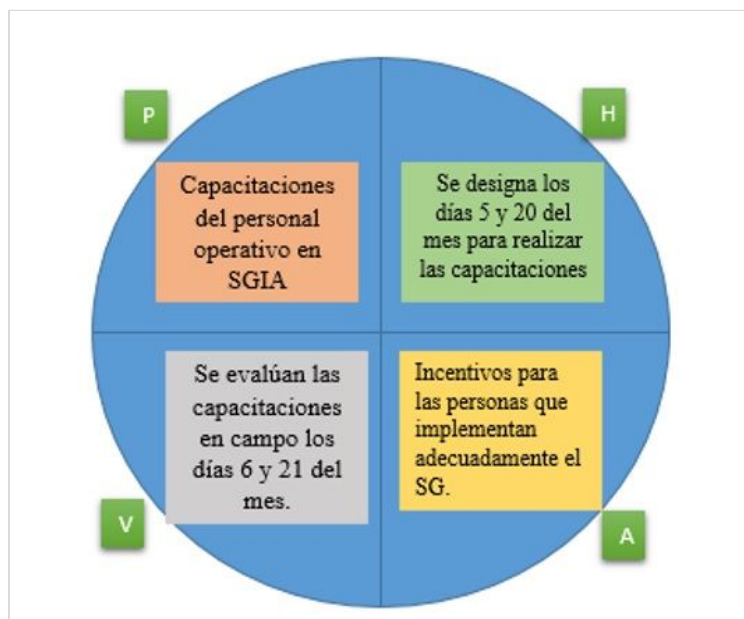 P
H
Capacitaciones
del personal
operativo en
SGIA
Se designa los
días 5 y 20 del
mes para realizar
las capacitaciones
Se evalúan las
capacitaciones
en campo los
días 6 y 21 del
mes.
Incentivos para
las personas que
implementan
adecuadamente el
SG.
V
A